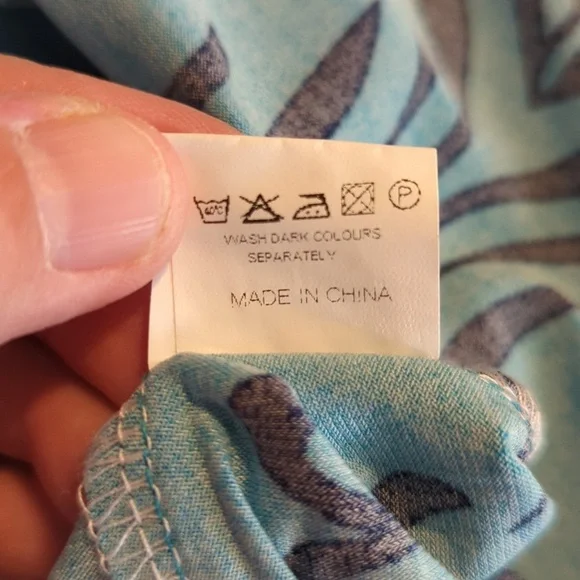 40°C P
WASH DARK COLOURS
SEPARATELY
MADE IN CHINA